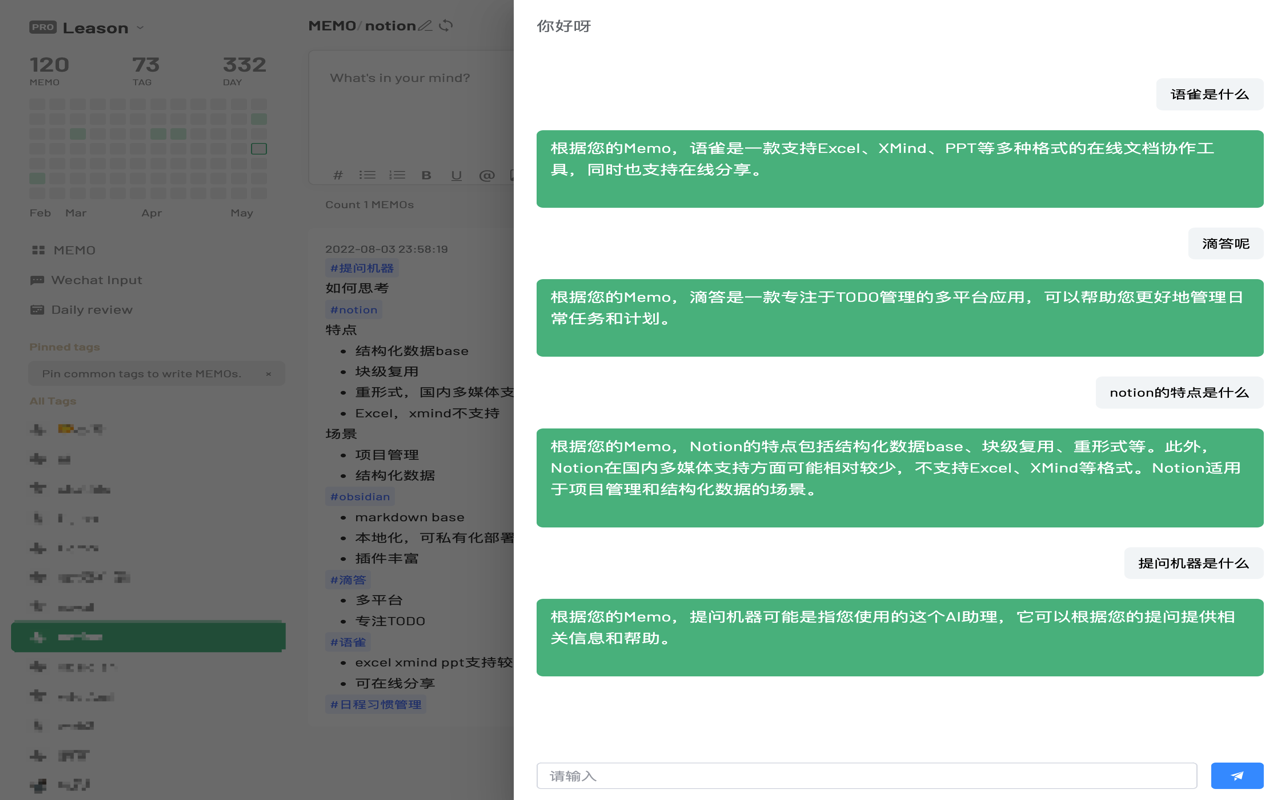 PRO Leason
120 73 332
MEMO TAG DAY
Feb Mar Apr May
MEMO
Wechat Input
Daily review
Pinned tags
Pin common tags to write MEMOs. ×
All Tags
MEMO/notion
What's in your mind?
# B U @
Count 1 MEMOs
2022-08-03 23:58:19
#提问机器
如何思考
#notion
特点
• 结构化数据base
• 块级复用
• 重形式，国内多媒体支
• Excel，xmind不支持
场景
• 项目管理
• 结构化数据
#obsidian
• markdown base
• 本地化，可私有化部署
• 插件丰富
#滴答
• 多平台
• 专注TODO
#语雀
• excel xmind ppt支持较
• 可在线分享
#日程习惯管理
你好呀
语雀是什么
根据您的Memo，语雀是一款支持Excel、XMind、PPT等多种格式的在线文档协作工
具，同时也支持在线分享。
滴答呢
根据您的Memo，滴答是一款专注于TODO管理的多平台应用，可以帮助您更好地管理日
常任务和计划。
notion的特点是什么
根据您的Memo，Notion的特点包括结构化数据base、块级复用、重形式等。此外，
Notion在国内多媒体支持方面可能相对较少，不支持Excel、XMind等格式。Notion适用
于项目管理和结构化数据的场景。
提问机器是什么
根据您的Memo，提问机器可能是指您使用的这个AI助理，它可以根据您的提问提供相
关信息和帮助。
请输入